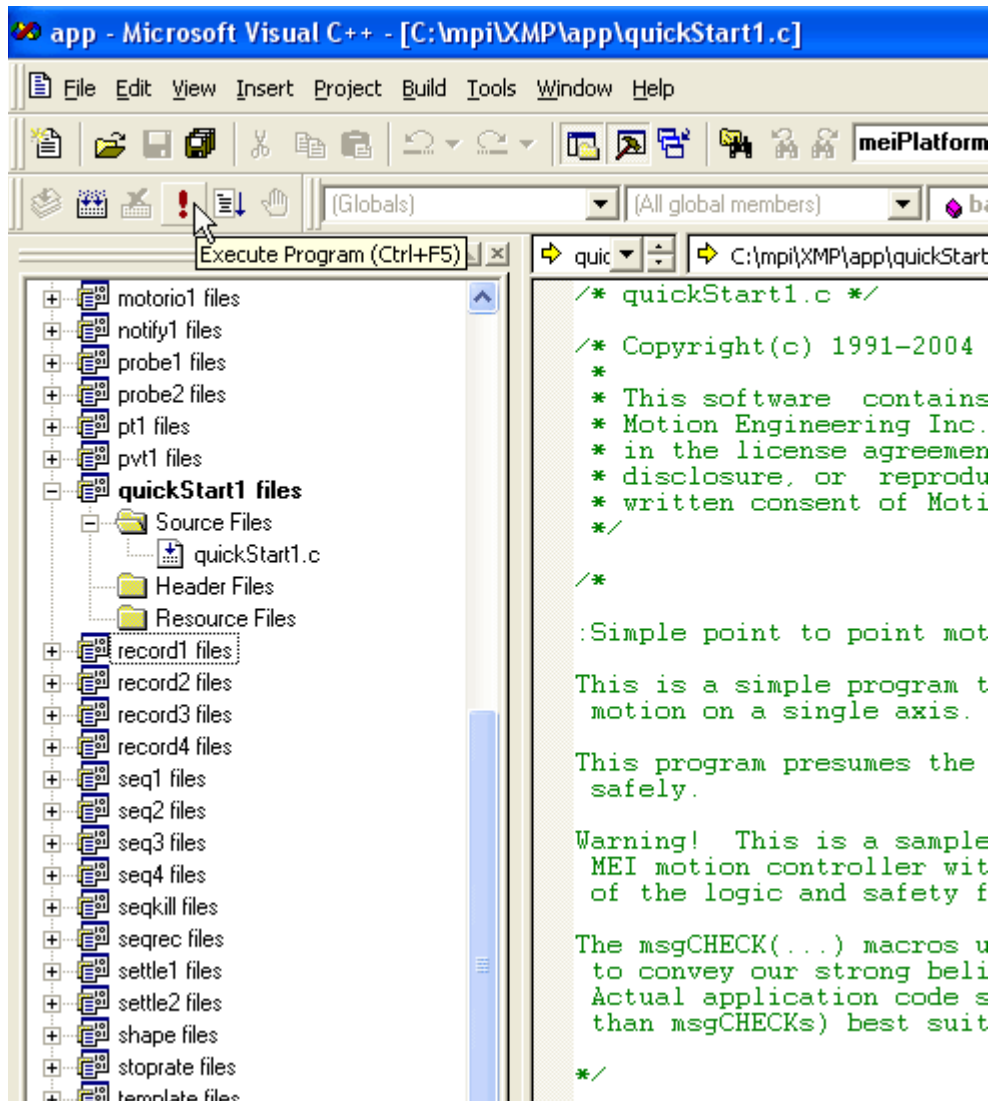 app - Microsoft Visual C++ - [C:\mpi\XMP\app\quickStart1.c]
File Edit View Insert Project Build Tools Window Help
meiPlatform
(Globals) (All global members) ba
Execute Program (Ctrl+F5)
quic C:\mpi\XMP\app\quickStart
motorio1 files
notify1 files
probe1 files
probe2 files
pt1 files
pvt1 files
quickStart1 files
Source Files
quickStart1.c
Header Files
Resource Files
record1 files
record2 files
record3 files
record4 files
seq1 files
seq2 files
seq3 files
seq4 files
seqkill files
seqrec files
settle1 files
settle2 files
shape files
stoprate files
template files
/* quickStart1.c */
/* Copyright(c) 1991-2004
*
* This software  contains
* Motion Engineering Inc.
* in the license agreemen
* disclosure, or  reprodu
* written consent of Moti
*/
/*
:Simple point to point mot
This is a simple program t
motion on a single axis.
This program presumes the
safely.
Warning!  This is a sample
MEI motion controller wit
of the logic and safety f
The msgCHECK(...) macros u
to convey our strong beli
Actual application code s
than msgCHECKs) best suit
*/